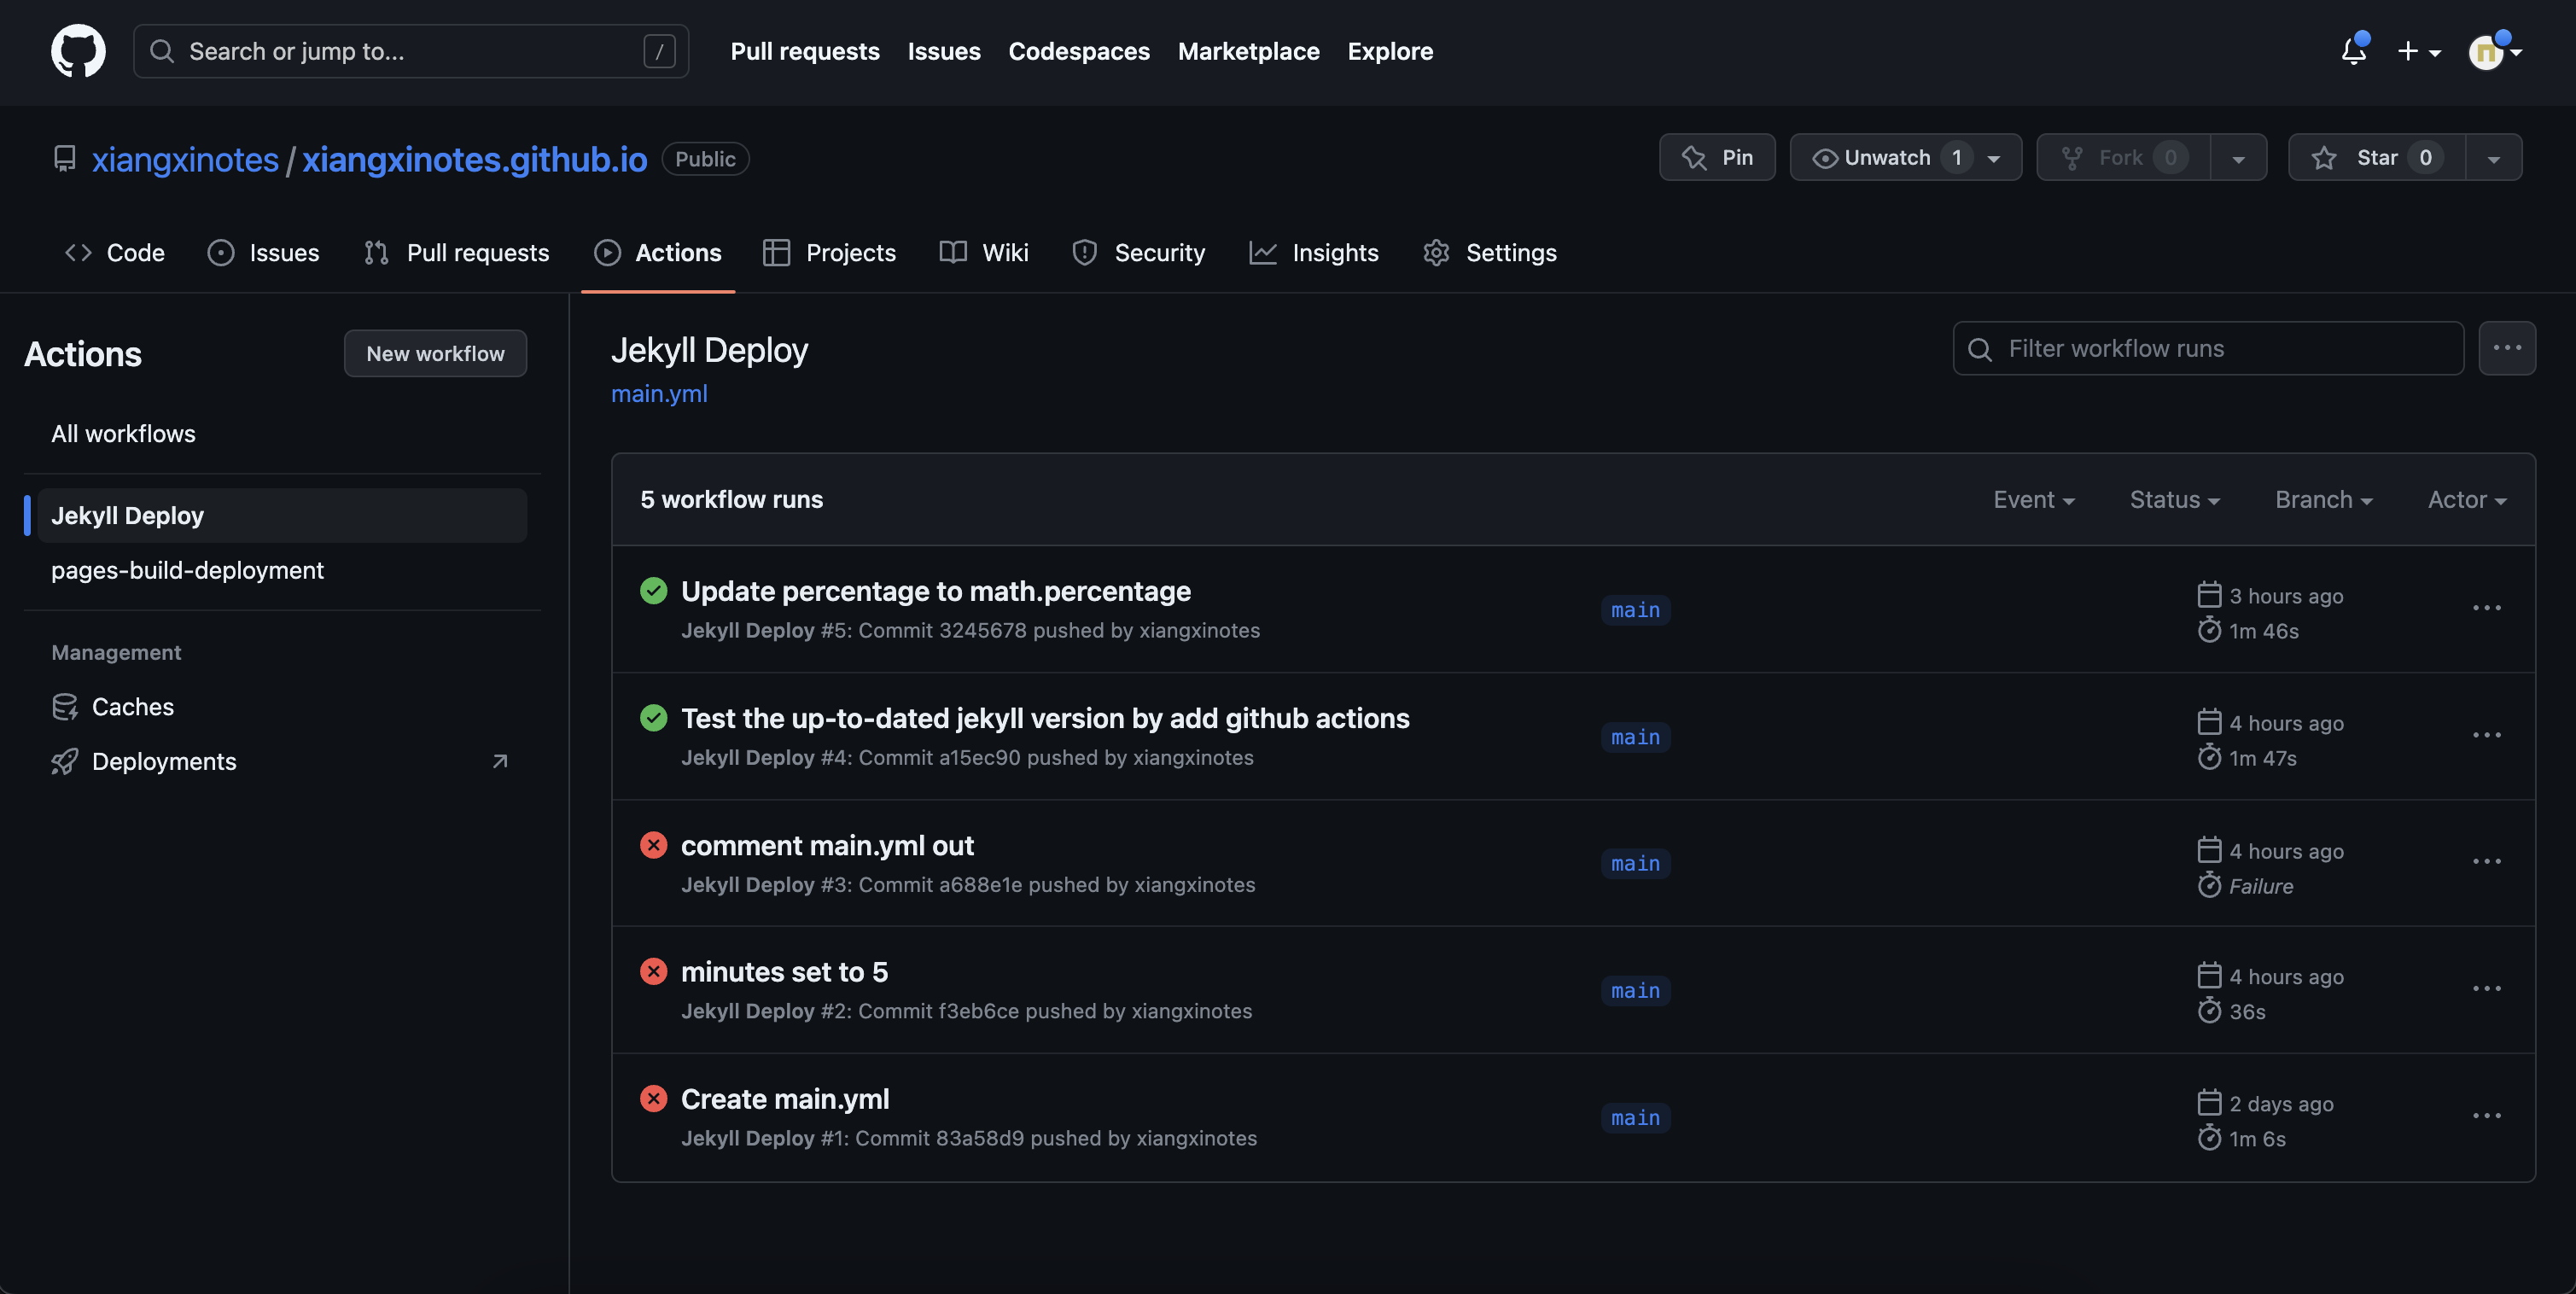 Search or jump to... /
Pull requests Issues Codespaces Marketplace Explore
xiangxinotes / xiangxinotes.github.io Public
Pin Unwatch 1 Fork 0 Star 0
Code Issues Pull requests Actions Projects Wiki Security Insights Settings
Actions
New workflow
All workflows
Jekyll Deploy
pages-build-deployment
Management
Caches
Deployments
Jekyll Deploy
main.yml
Filter workflow runs
5 workflow runs
Event Status Branch Actor
Update percentage to math.percentage
Jekyll Deploy #5: Commit 3245678 pushed by xiangxinotes
main
3 hours ago
1m 46s
Test the up-to-dated jekyll version by add github actions
Jekyll Deploy #4: Commit a15ec90 pushed by xiangxinotes
main
4 hours ago
1m 47s
comment main.yml out
Jekyll Deploy #3: Commit a688e1e pushed by xiangxinotes
main
4 hours ago
Failure
minutes set to 5
Jekyll Deploy #2: Commit f3eb6ce pushed by xiangxinotes
main
4 hours ago
36s
Create main.yml
Jekyll Deploy #1: Commit 83a58d9 pushed by xiangxinotes
main
2 days ago
1m 6s